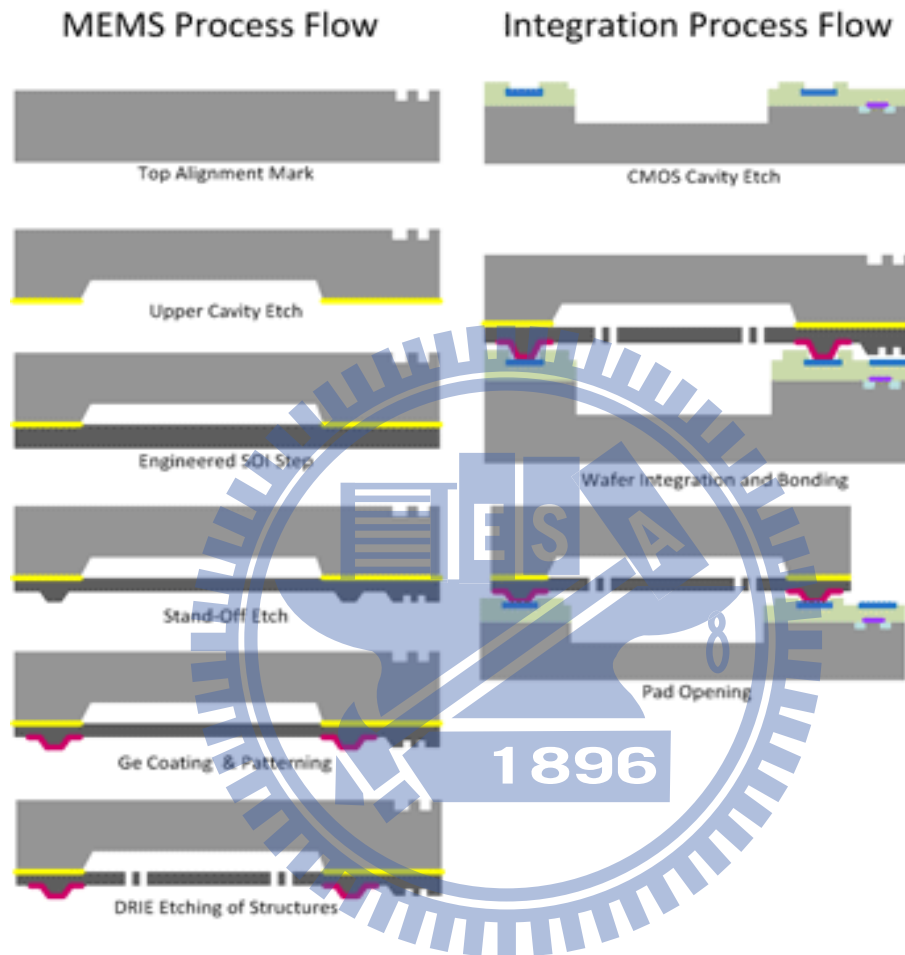 MEMS Process Flow
Top Alignment Mark
Upper Cavity Etch
Engineered SOI Step
Stand-Off Etch
Ge Coating & Patterning
DRIE Etching of Structures
Integration Process Flow
CMOS Cavity Etch
Wafer Integration and Bonding
Pad Opening
E S A
1896